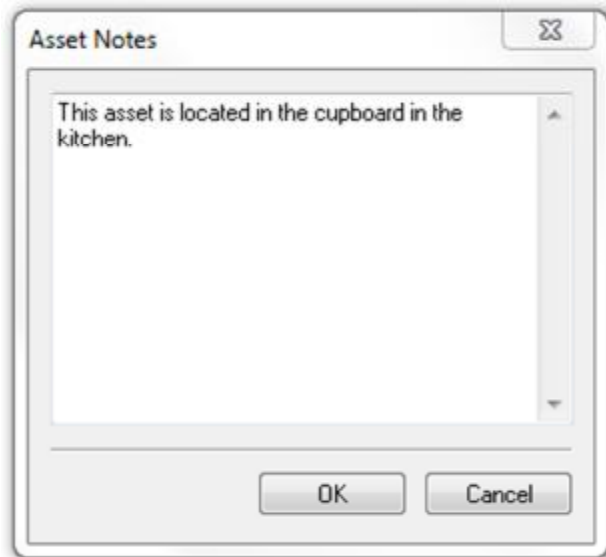 Asset Notes
This asset is located in the cupboard in the
kitchen.
OK
Cancel